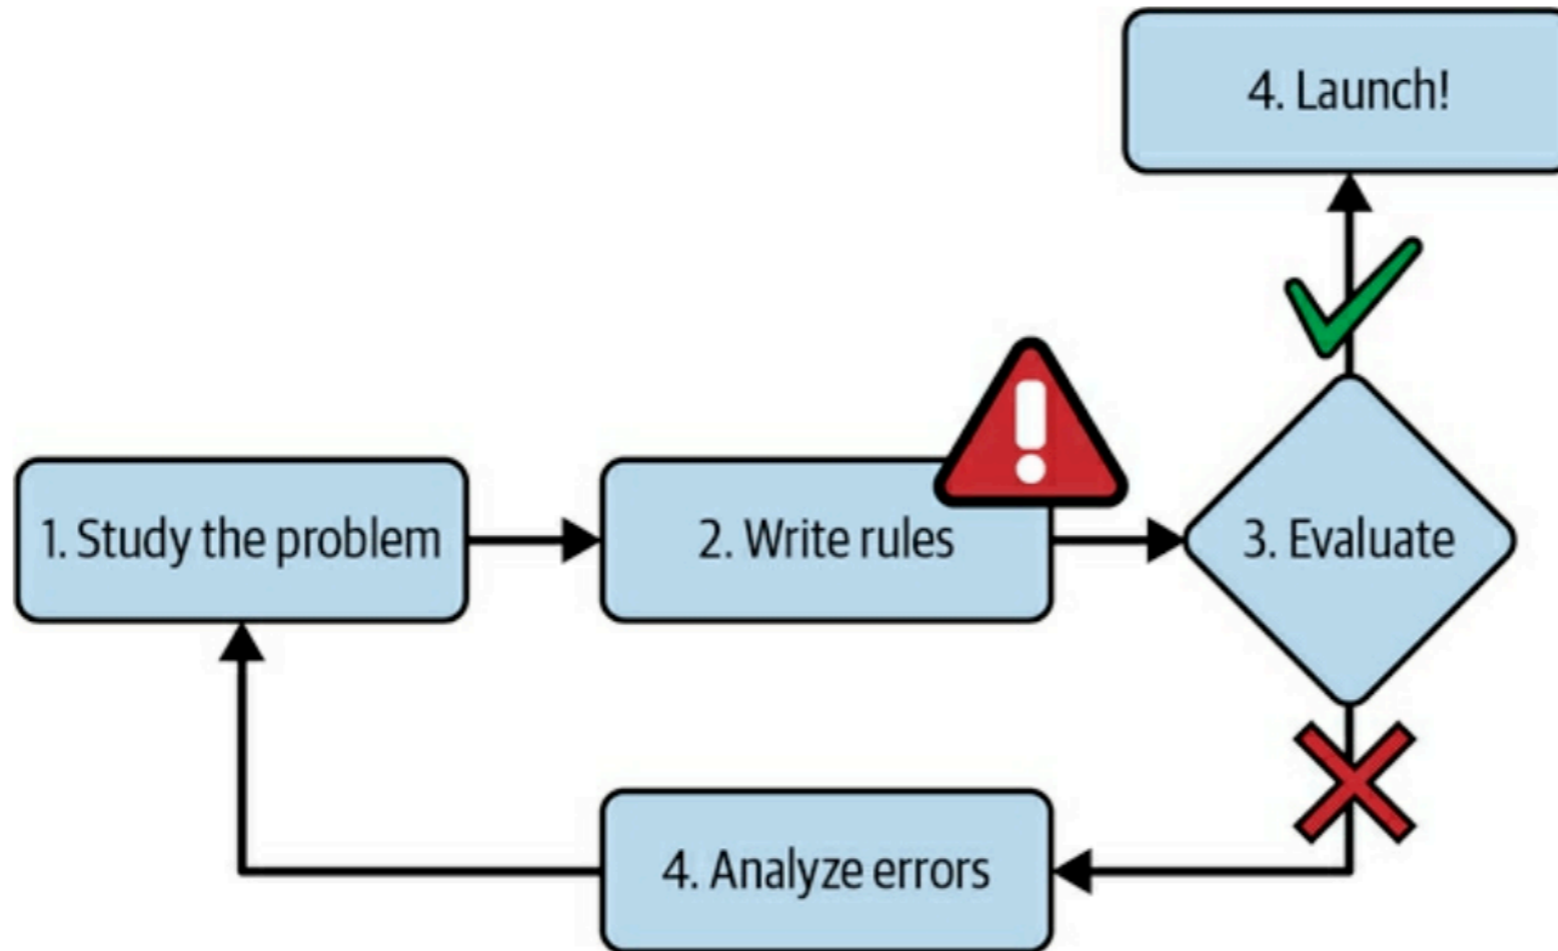 4. Launch!
1. Study the problem
2. Write rules
3. Evaluate
4. Analyze errors